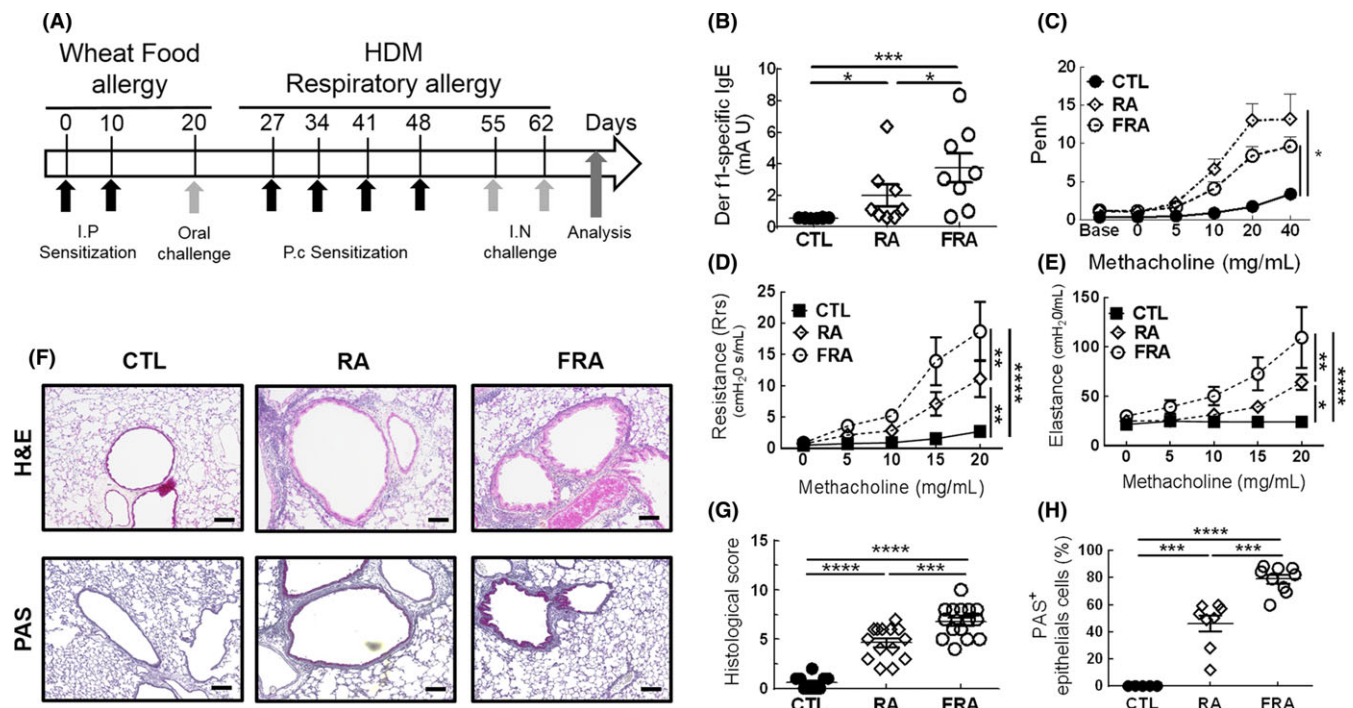 (A)
Wheat Food
allergy
HDM
Respiratory allergy
0 10 20 27 34 41 48 55 62 Days
I.P
Sensitization
Oral
challenge
P.c Sensitization
I.N
challenge
Analysis
(B)
Der f1-specific IgE
(mA U)
10
8
6
4
2
0
***
* *
CTL RA FRA
(C)
CTL
RA
FRA
Penh
20
15
10
5
0
*
Base 0 5 10 20 40
Methacholine (mg/mL)
(D)
CTL
RA
FRA
Resistance (Rrs)
(cmH₂0 s/mL)
25
20
15
10
5
0
**
**
****
0 5 10 15 20
Methacholine (mg/mL)
(E)
CTL
RA
FRA
Elastance (cmH₂0/mL)
150
100
50
0
**
*
****
0 5 10 15 20
Methacholine (mg/mL)
(F)
CTL RA FRA
H&E
PAS
(G)
Histological score
15
10
5
0
****
**** ***
CTL RA FRA
(H)
PAS⁺
epithelials cells (%)
100
80
60
40
20
0
****
*** ***
CTL RA FRA